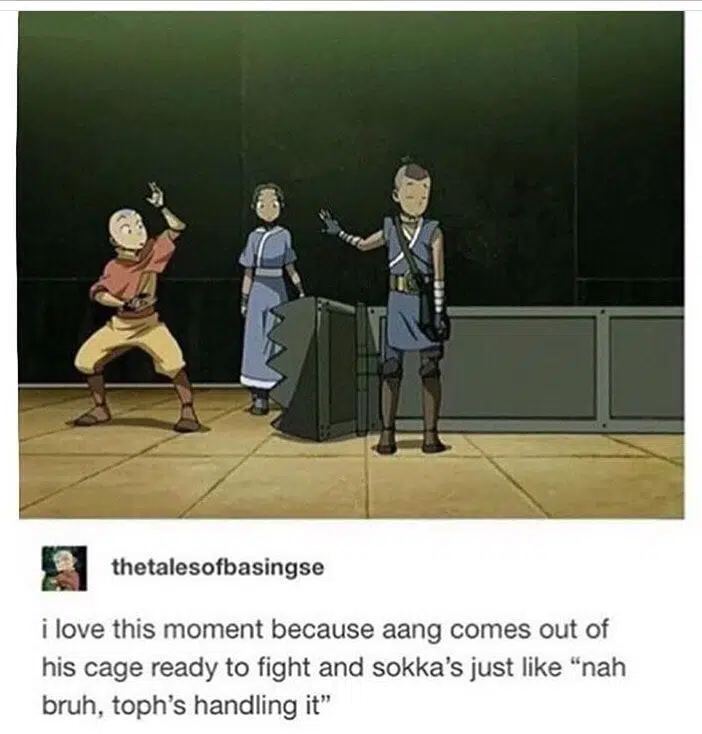 thetalesofbasingse
i love this moment because aang comes out of
his cage ready to fight and sokka's just like “nah
bruh, toph's handling it”